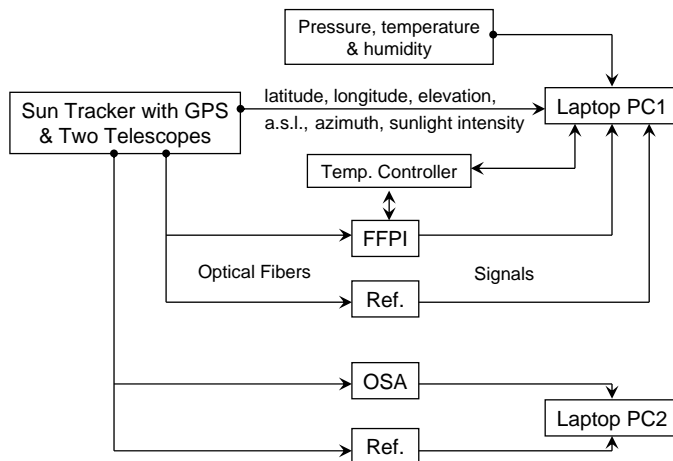 Pressure, temperature
& humidity
Sun Tracker with GPS
& Two Telescopes
latitude, longitude, elevation,
a.s.l., azimuth, sunlight intensity
Laptop PC1
Temp. Controller
FFPI
Optical Fibers
Signals
Ref.
OSA
Laptop PC2
Ref.